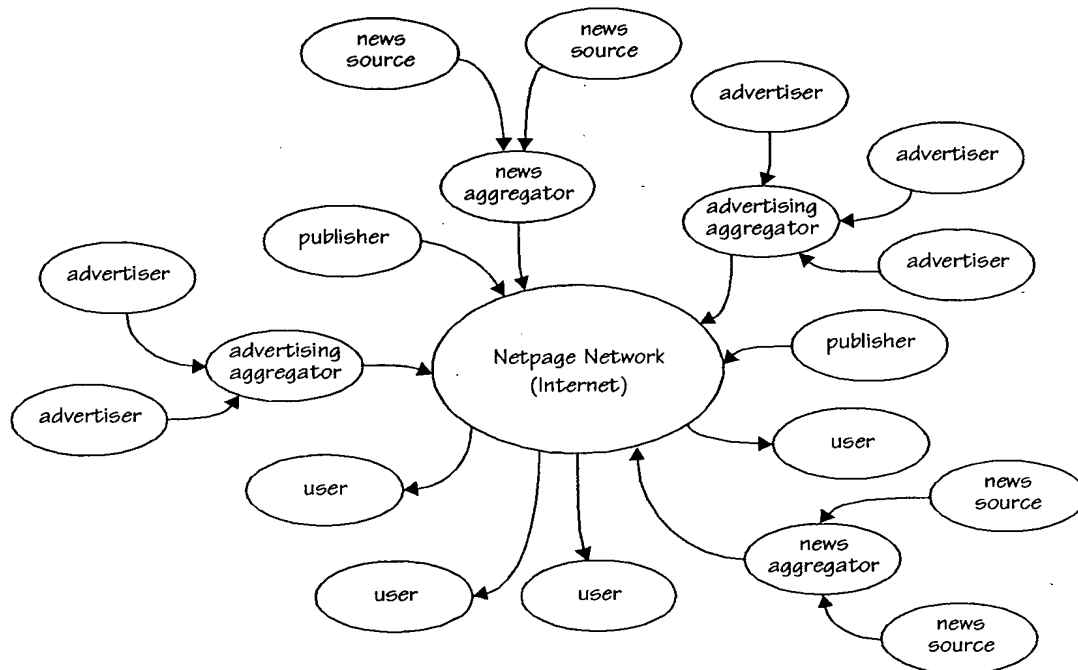 news
source
news
source
advertiser
advertiser
news
aggregator
advertising
aggregator
publisher
advertiser
advertiser
publisher
advertising
aggregator
Netpage Network
(Internet)
advertiser
user
user
news
source
news
aggregator
user
user
news
source